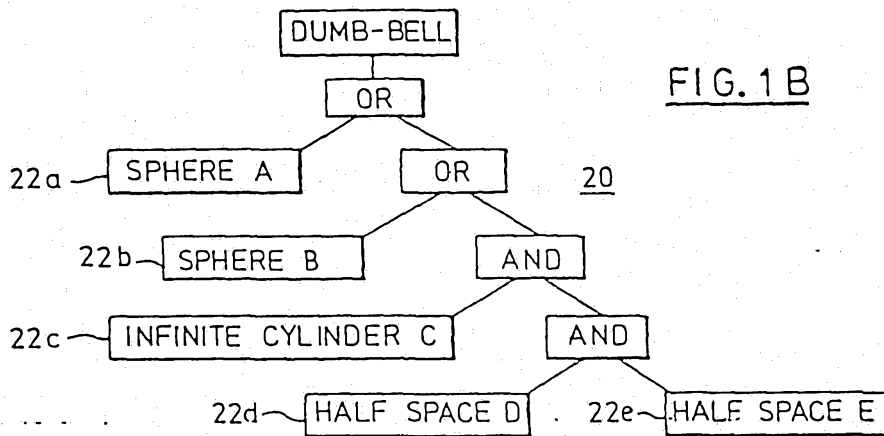 DUMB-BELL
FIG. 1 B
OR
22a SPHERE A OR 20
22b SPHERE B AND
22c INFINITE CYLINDER C AND
22d HALF SPACE D 22e HALF SPACE E